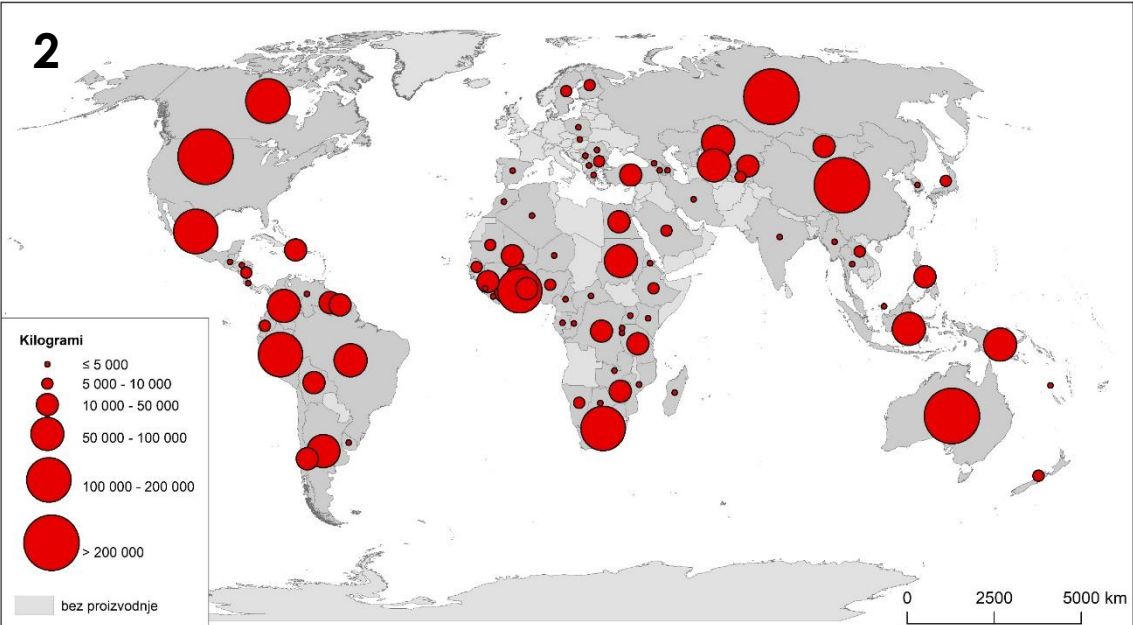 2
Kilogrami
≤ 5 000
5 000 - 10 000
10 000 - 50 000
50 000 - 100 000
100 000 - 200 000
> 200 000
bez proizvodnje
0 2500 5000 km